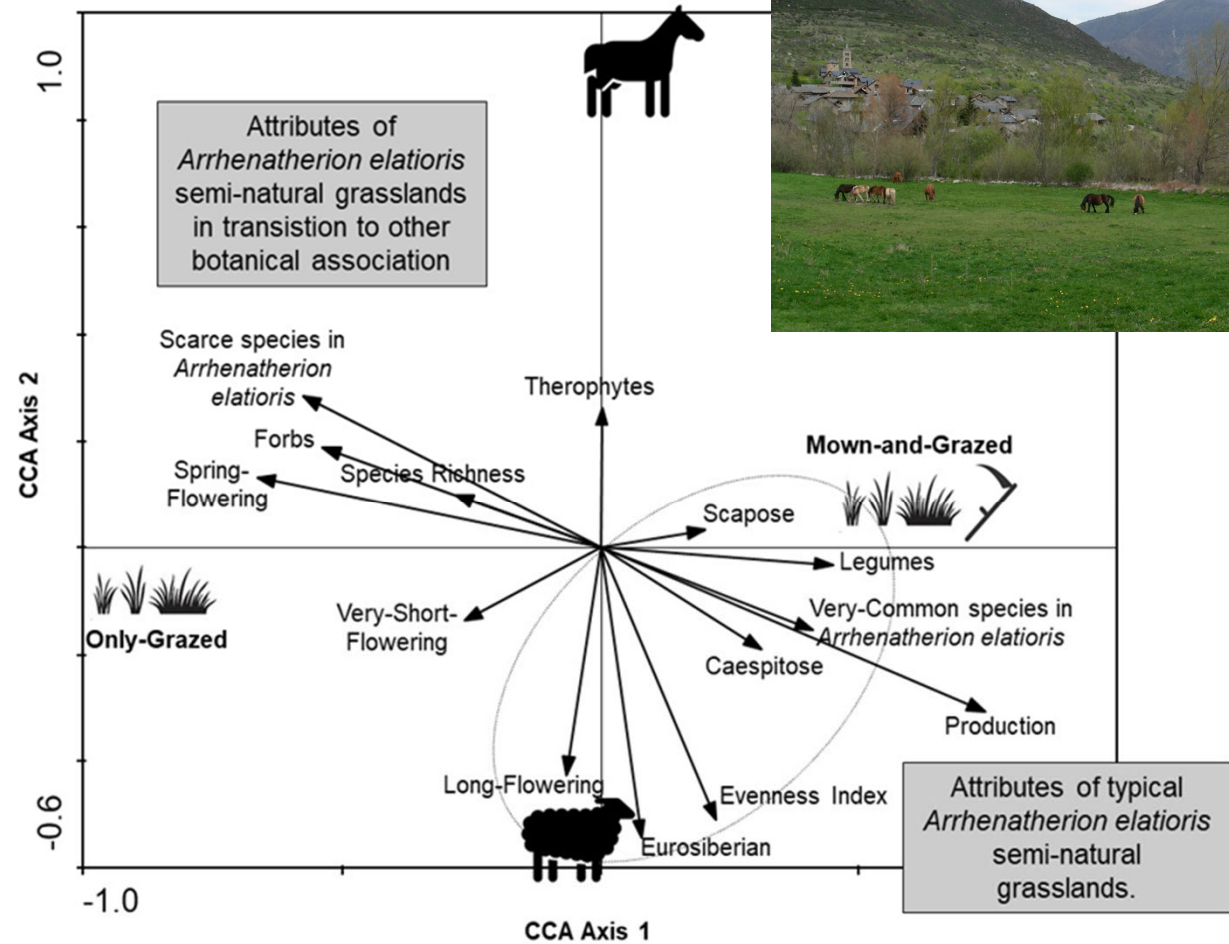 1.0
Attributes of
Arrhenatherion elatioris
semi-natural grasslands
in transistion to other
botanical association
Scarce species in
Arrhenatherion
elatioris
Therophytes
Forbs
Species Richness
Spring-
Flowering
Mown-and-Grazed
CCA Axis 2
Scapose
Legumes
Only-Grazed
Very-Short-
Flowering
Very-Common species in
Arrhenatherion elatioris
Caespitose
Production
Long-Flowering
Evenness Index
Eurosiberian
Attributes of typical
Arrhenatherion elatioris
semi-natural
grasslands.
-0.6
-1.0
CCA Axis 1